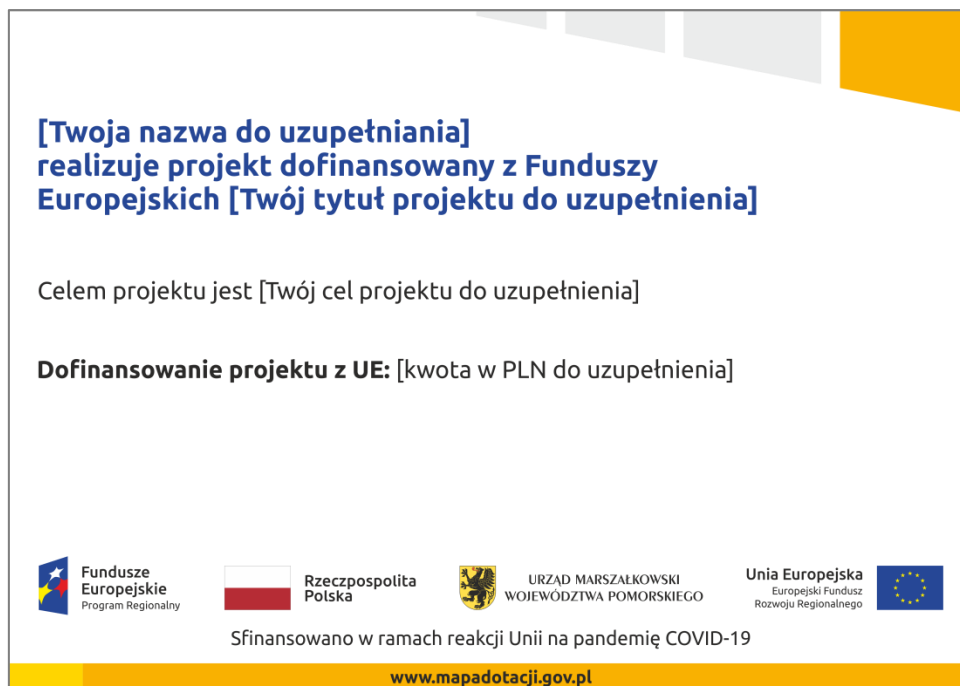 [Twoja nazwa do uzupełniania]
realizuje projekt dofinansowany z Funduszy
Europejskich [Twój tytuł projektu do uzupełnienia]
Celem projektu jest [Twój cel projektu do uzupełnienia]
Dofinansowanie projektu z UE: [kwota w PLN do uzupełnienia]
Fundusze
Europejskie
Program Regionalny
Rzeczpospolita
Polska
URZĄD MARSZAŁKOWSKI
WOJEWÓDZTWA POMORSKIEGO
Unia Europejska
Europejski Fundusz
Rozwoju Regionalnego
Sfinansowano w ramach reakcji Unii na pandemię COVID-19
www.mapadotacji.gov.pl